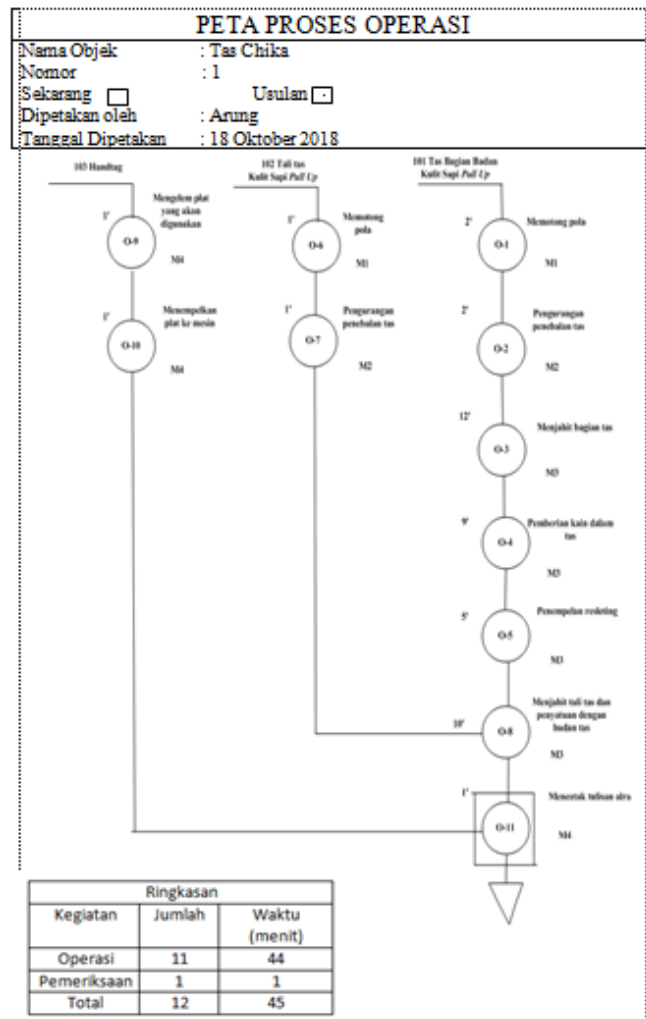 PETA PROSES OPERASI
Nama Objek : Tas Chika
Nomor : 1
Sekarang Usulan
Dipetakan oleh : Arung
Tanggal Dipetakan : 18 Oktober 2018
103 Handtag
1'
Mengelem plat
yang akan
digunakan
O-9
M4
1'
Menempelkan
plat ke mesin
O-10
M4
102 Tali tas
Kulit Sapi Pull Up
1'
Memotong
pola
O-6
M1
1'
Pengurangan
penebalan tas
O-7
M2
101 Tas Bagian Badan
Kulit Sapi Pull Up
2'
Memotong pola
O-1
M1
2'
Pengurangan
penebalan tas
O-2
M2
12'
Menjahit bagian tas
O-3
M3
9'
Pemberian kain dalam
tas
O-4
M3
5'
Penempelan resleting
O-5
M3
10'
Menjahit tali tas dan
penyatuan dengan
badan tas
O-8
M3
1'
Mencetak tulisan
O-11
M4
Ringkasan
Kegiatan Jumlah Waktu
(menit)
Operasi 11 44
Pemeriksaan 1 1
Total 12 45